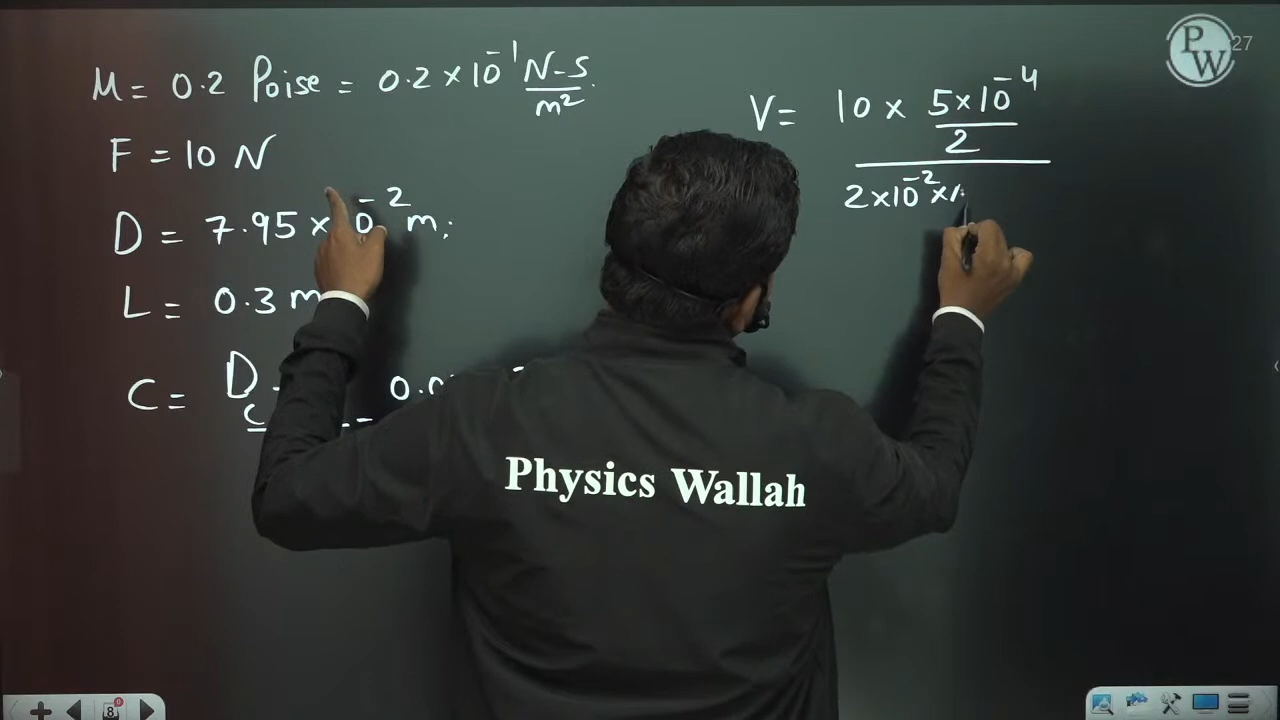 PW 27
M = 0.2 Poise = 0.2 × 10⁻¹ N-S/m².
F = 10 N
D = 7.95 × 10⁻² m;
L = 0.3 m
C = D
V = 10 × 5×10⁻⁴/2
2×10⁻²×
Physics Wallah
8